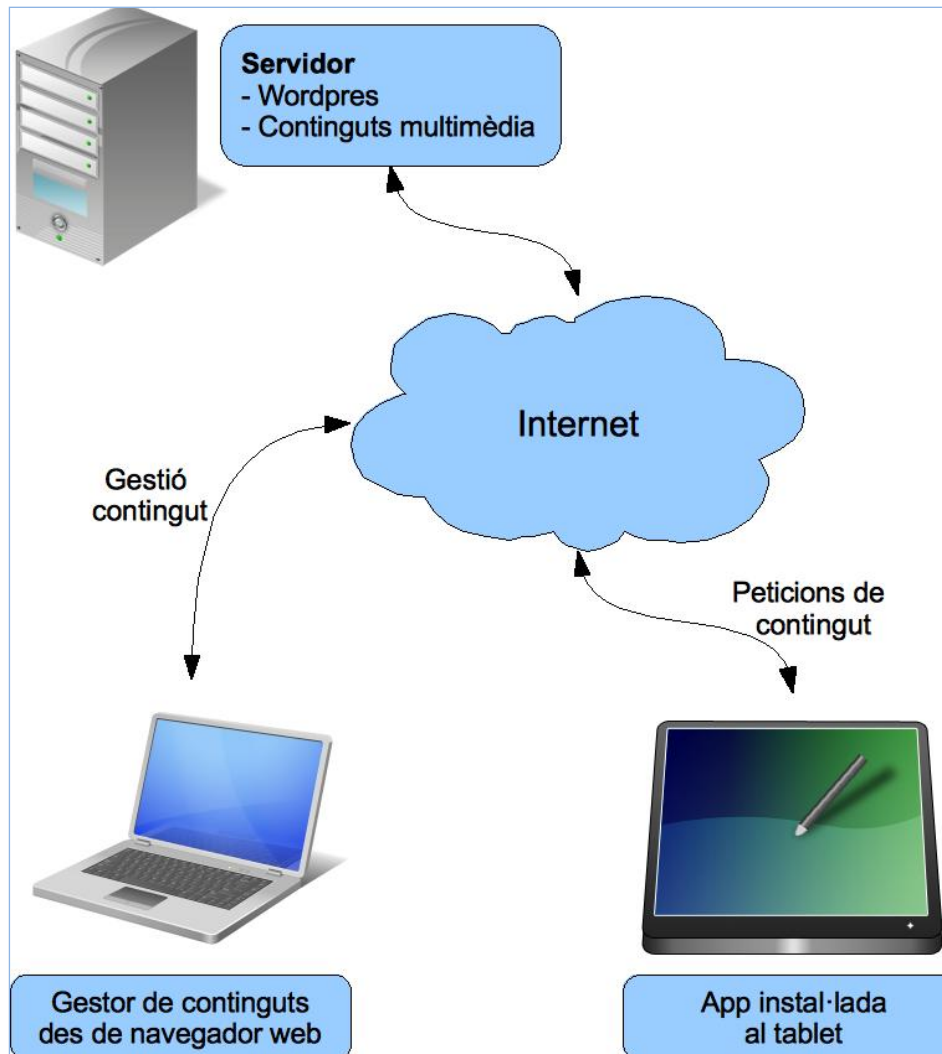 Servidor
- Wordpres
- Continguts multimèdia
Internet
Gestió
contingut
Peticions de
contingut
Gestor de continguts
des de navegador web
App instal·lada
al tablet